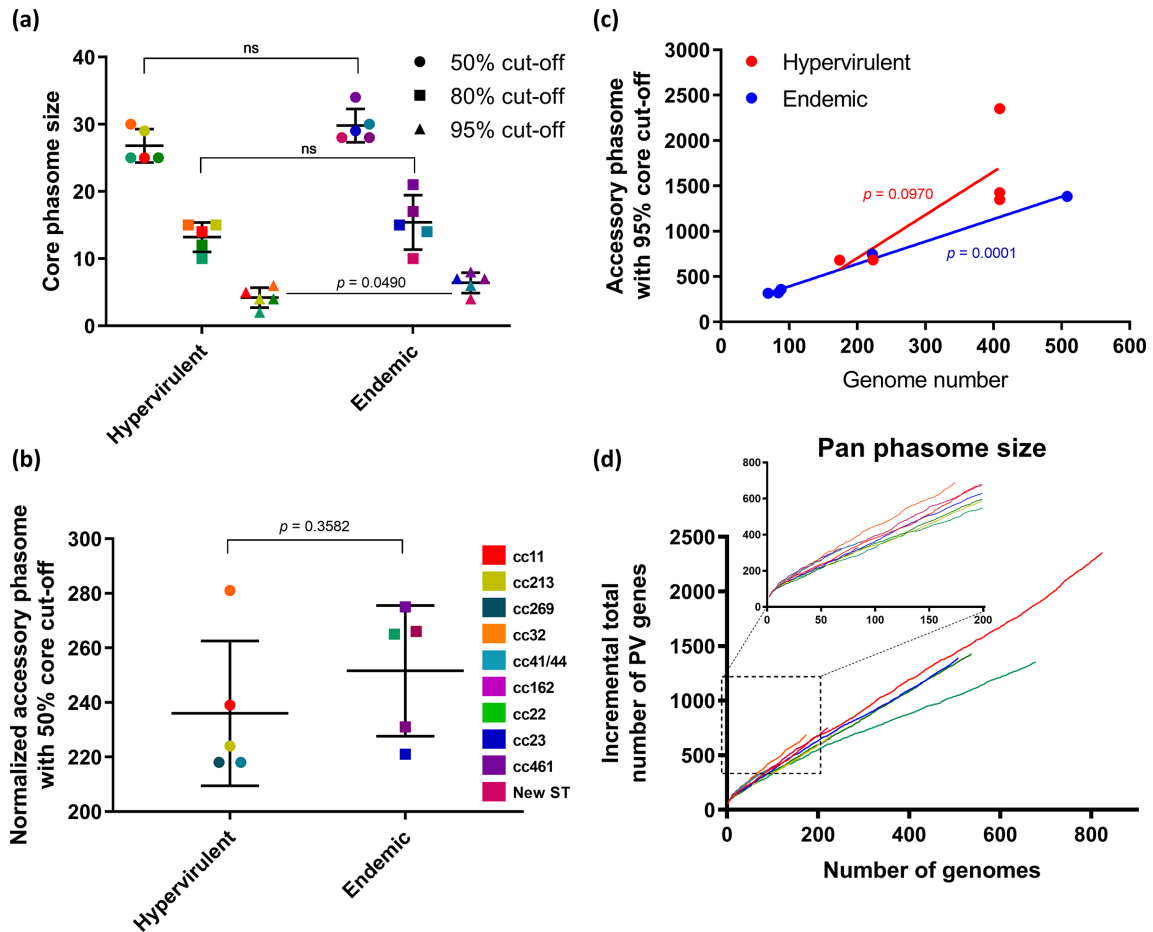 (a)
ns
40
30
20
10
0
Core phasome size
50% cut-off
80% cut-off
95% cut-off
ns
p = 0.0490
Hypervirulent
Endemic
(c)
3000
2500
2000
1500
1000
500
0
Accessory phasome
with 95% core cut-off
Hypervirulent
Endemic
p = 0.0970
p = 0.0001
0
100
200
300
400
500
600
Genome number
(b)
300
280
260
240
220
200
Normalized accessory phasome
with 50% core cut-off
p = 0.3582
Hypervirulent
Endemic
cc11
cc213
cc269
cc32
cc41/44
cc162
cc22
cc23
cc461
New ST
(d)
Pan phasome size
800
600
400
200
0
0
50
100
150
200
2500
2000
1500
1000
500
0
Incremental total
number of PV genes
0
200
400
600
800
Number of genomes